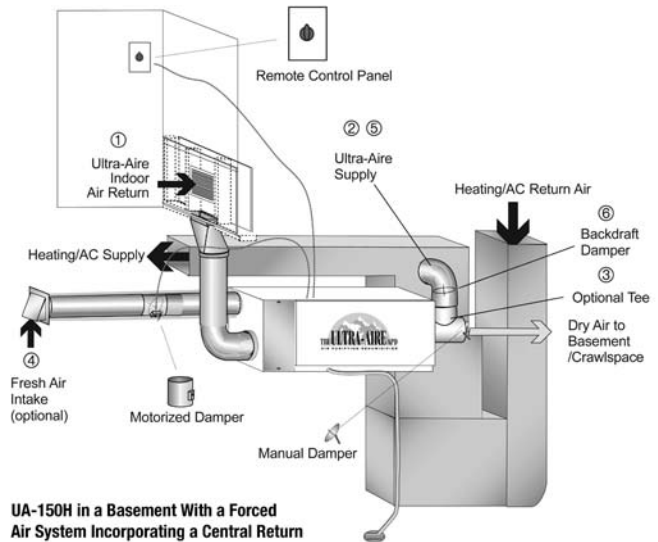 Remote Control Panel
①
Ultra-Aire
Indoor
Air Return
② ⑤
Ultra-Aire
Supply
Heating/AC Return Air
⑥
Backdraft
Damper
Heating/AC Supply
③
Optional Tee
THE ULTRA-AIRE APD
Dry Air to
Basement
/Crawlspace
④
Fresh Air
Intake
(optional)
Motorized Damper
Manual Damper
UA-150H in a Basement With a Forced
Air System Incorporating a Central Return